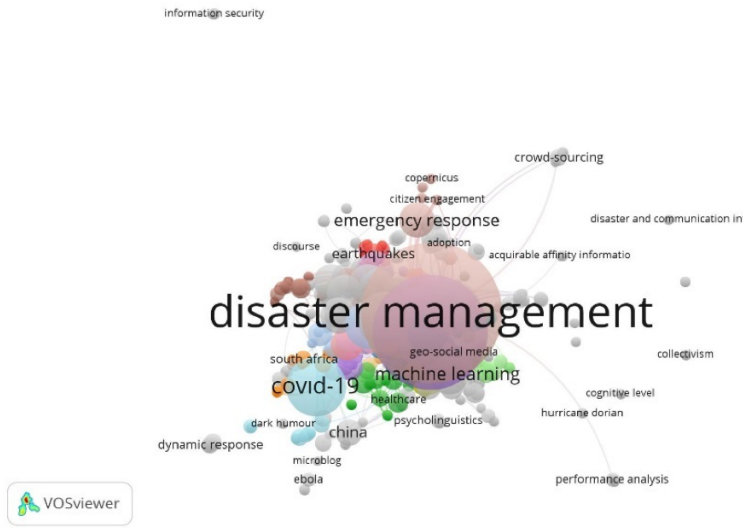 information security
crowd-sourcing
copernicus
citizen engagement
emergency response
disaster and communication inf
discourse
adoption
earthquakes
acquirable affinity informatio
disaster management
geo-social media
collectivism
south africa
machine learning
covid-19
cognitive level
healthcare
hurricane dorian
dark humour
psycholinguistics
china
dynamic response
microblog
ebola
performance analysis
VOSviewer